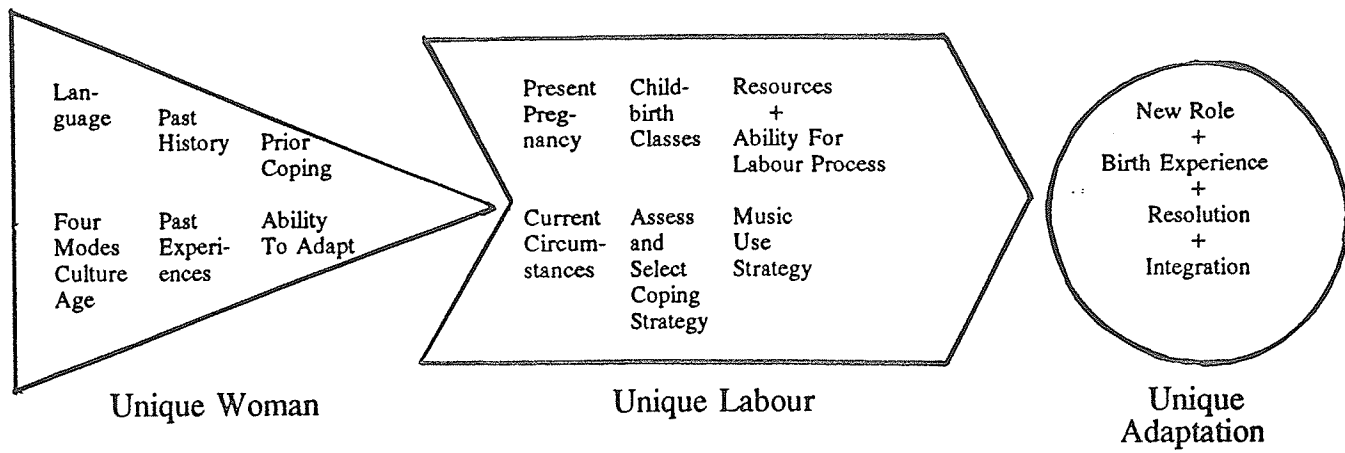 Lan-
guage
Past
History
Prior
Coping
Four
Modes
Culture
Age
Past
Experi-
ences
Ability
To Adapt
Unique Woman
Present
Preg-
nancy
Child-
birth
Classes
Resources
+
Ability For
Labour Process
Current
Circum-
stances
Assess
and
Select
Coping
Strategy
Music
Use
Strategy
Unique Labour
New Role
+
Birth Experience
+
Resolution
+
Integration
Unique
Adaptation